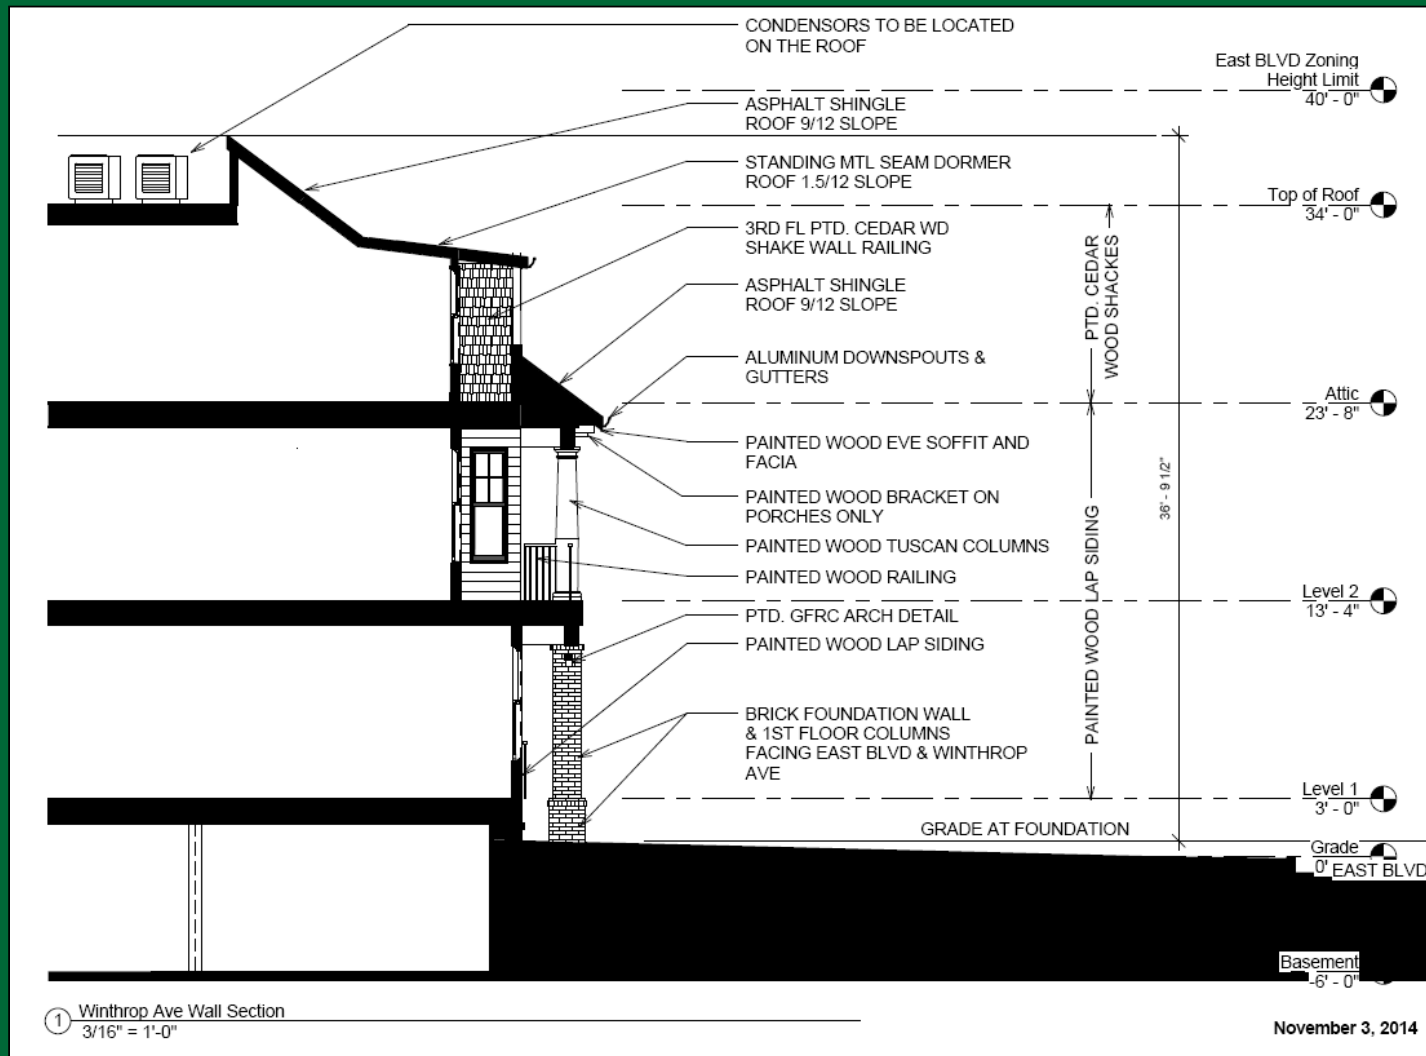 CONDENSORS TO BE LOCATED
ON THE ROOF
ASPHALT SHINGLE
ROOF 9/12 SLOPE
STANDING MTL SEAM DORMER
ROOF 1.5/12 SLOPE
3RD FL PTD. CEDAR WD
SHAKE WALL RAILING
ASPHALT SHINGLE
ROOF 9/12 SLOPE
ALUMINUM DOWNSPOUTS &
GUTTERS
PAINTED WOOD EVE SOFFIT AND
FACIA
PAINTED WOOD BRACKET ON
PORCHES ONLY
PAINTED WOOD TUSCAN COLUMNS
PAINTED WOOD RAILING
PTD. GFRC ARCH DETAIL
PAINTED WOOD LAP SIDING
BRICK FOUNDATION WALL
& 1ST FLOOR COLUMNS
FACING EAST BLVD & WINTHROP
AVE
GRADE AT FOUNDATION
PTD. CEDAR
WOOD SHACKES
PAINTED WOOD LAP SIDING
36' - 9 1/2"
East BLVD Zoning
Height Limit
40' - 0"
Top of Roof
34' - 0"
Attic
23' - 8"
Level 2
13' - 4"
Level 1
3' - 0"
Grade
0'
EAST BLVD
Basement
-6' - 0"
1
Winthrop Ave Wall Section
3/16" = 1'-0"
November 3, 2014